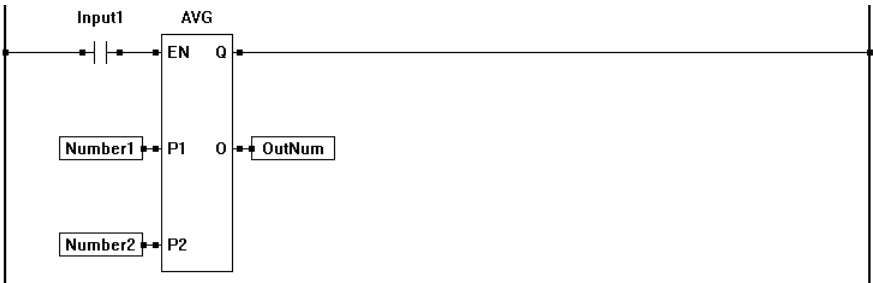 Input1 AVG
EN Q
Number1 P1 O OutNum
Number2 P2